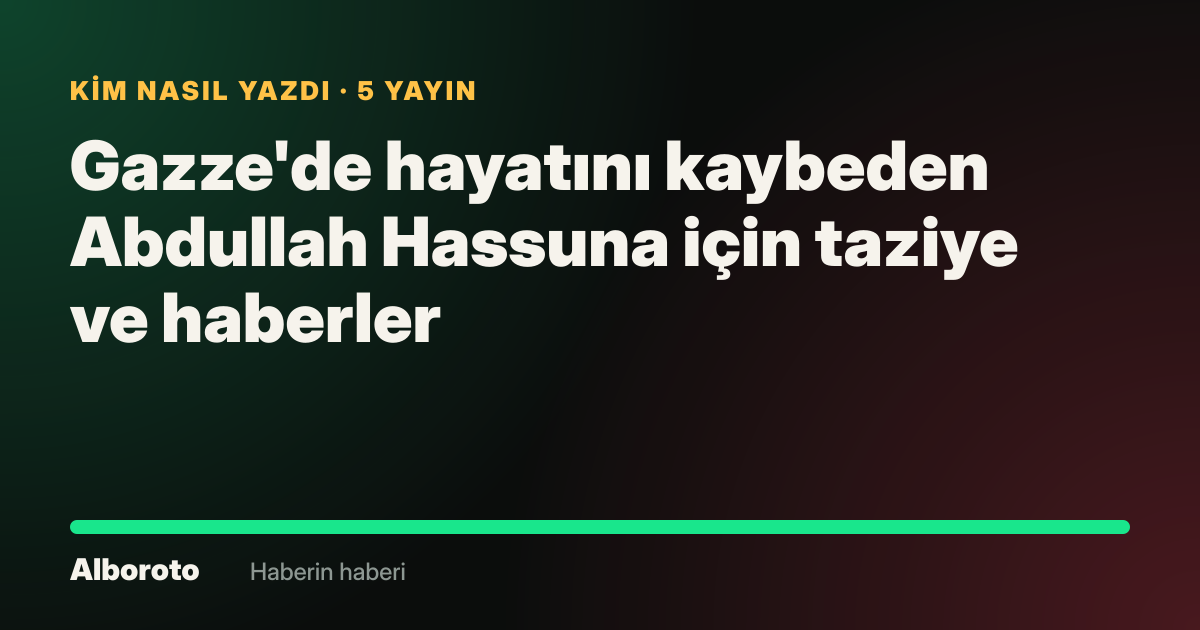 KİM NASIL YAZDI · 5 YAYIN
Gazze'de hayatını kaybeden
Abdullah Hassuna için taziye
ve haberler
Alboroto
Haberin haberi